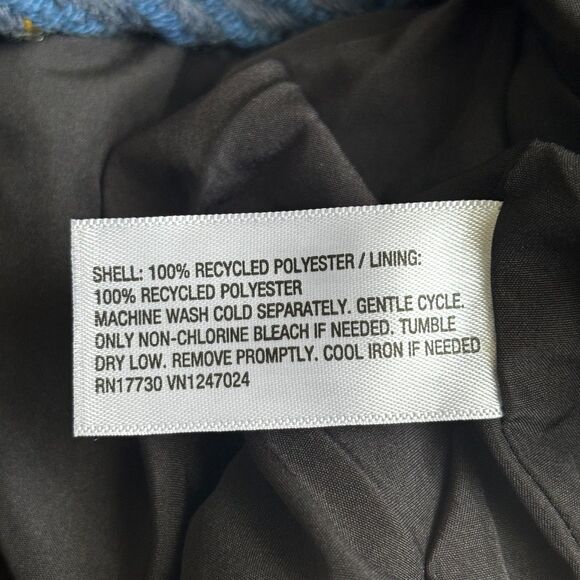 SHELL: 100% RECYCLED POLYESTER / LINING:
100% RECYCLED POLYESTER
MACHINE WASH COLD SEPARATELY. GENTLE CYCLE.
ONLY NON-CHLORINE BLEACH IF NEEDED. TUMBLE
DRY LOW. REMOVE PROMPTLY. COOL IRON IF NEEDED
RN17730 VN1247024